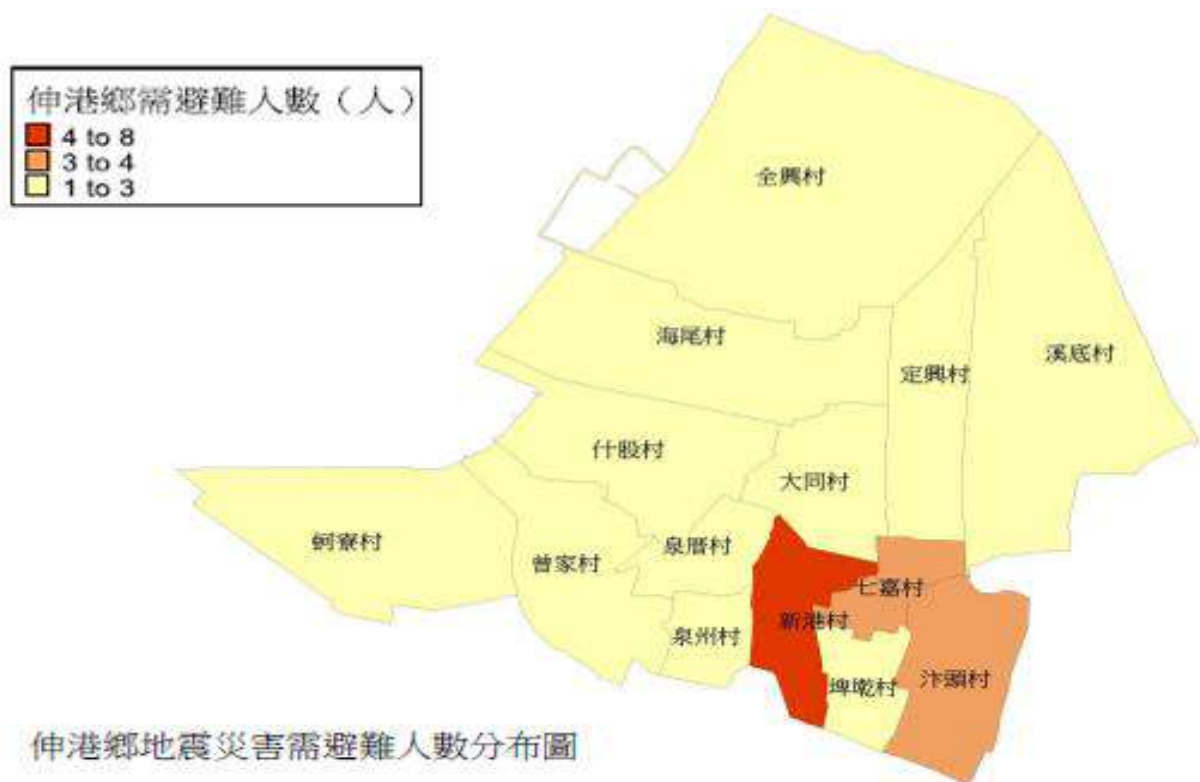 伸港鄉需避難人數（人）
4 to 8
3 to 4
1 to 3
全興村
海尾村
溪底村
定興村
什股村
大同村
蚵寮村
曾家村
泉厝村
七嘉村
新港村
泉州村
埤墘村
汴頭村
伸港鄉地震災害需避難人數分布圖